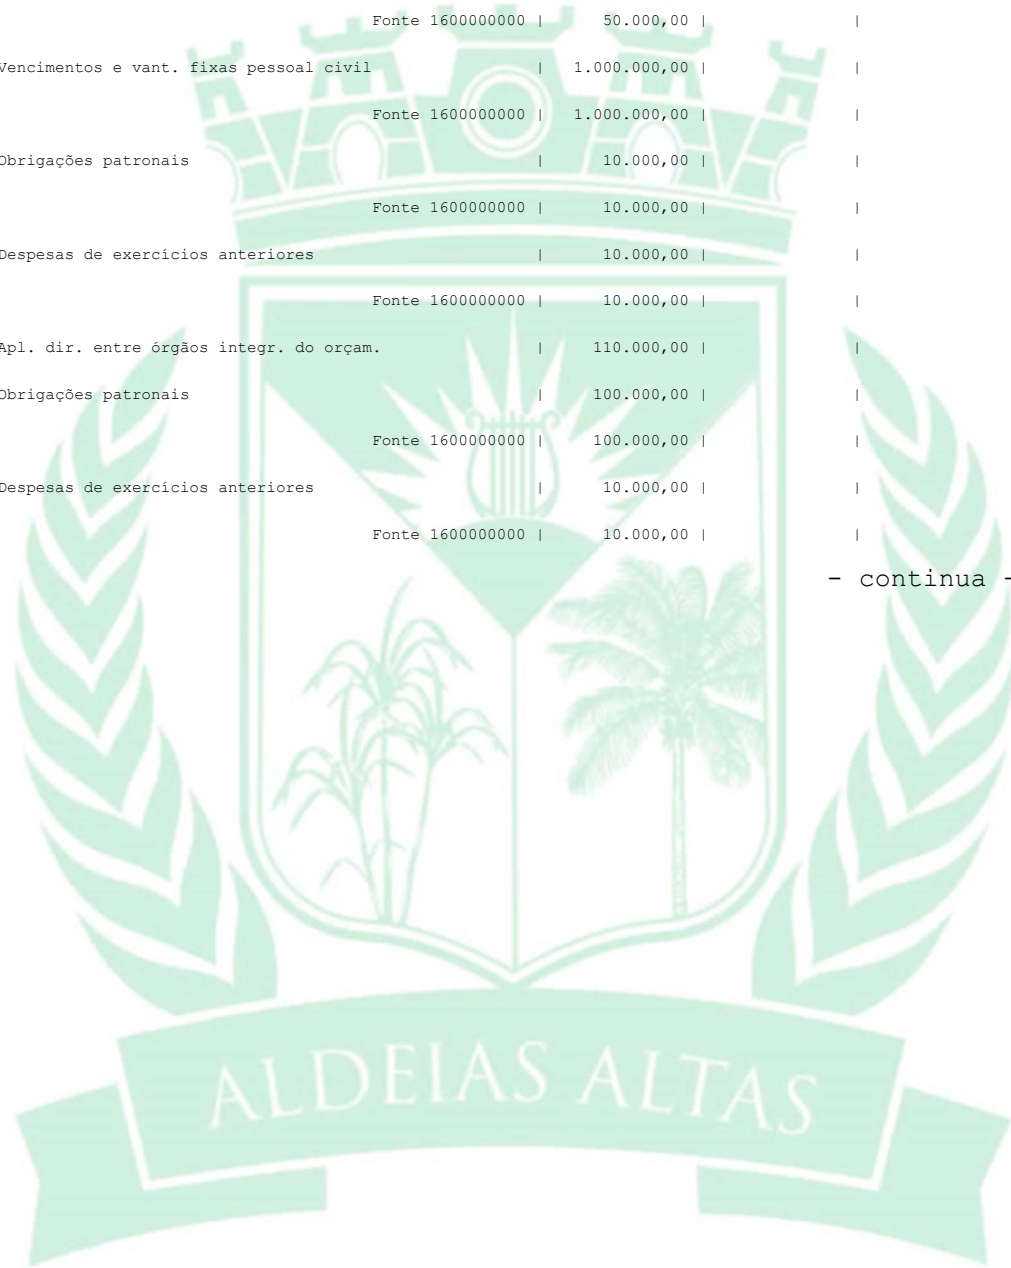 Fonte 1600000000 | 50.000,00 | |
Vencimentos e vant. fixas pessoal civil | 1.000.000,00 | |
Fonte 1600000000 | 1.000.000,00 | |
Obrigações patronais | 10.000,00 | |
Fonte 1600000000 | 10.000,00 | |
Despesas de exercícios anteriores | 10.000,00 | |
Fonte 1600000000 | 10.000,00 | |
Apl. dir. entre órgãos integr. do orçam. | 110.000,00 | |
Obrigações patronais | 100.000,00 | |
Fonte 1600000000 | 100.000,00 | |
Despesas de exercícios anteriores | 10.000,00 | |
Fonte 1600000000 | 10.000,00 | |
- continua -
ALDEIAS ALTAS